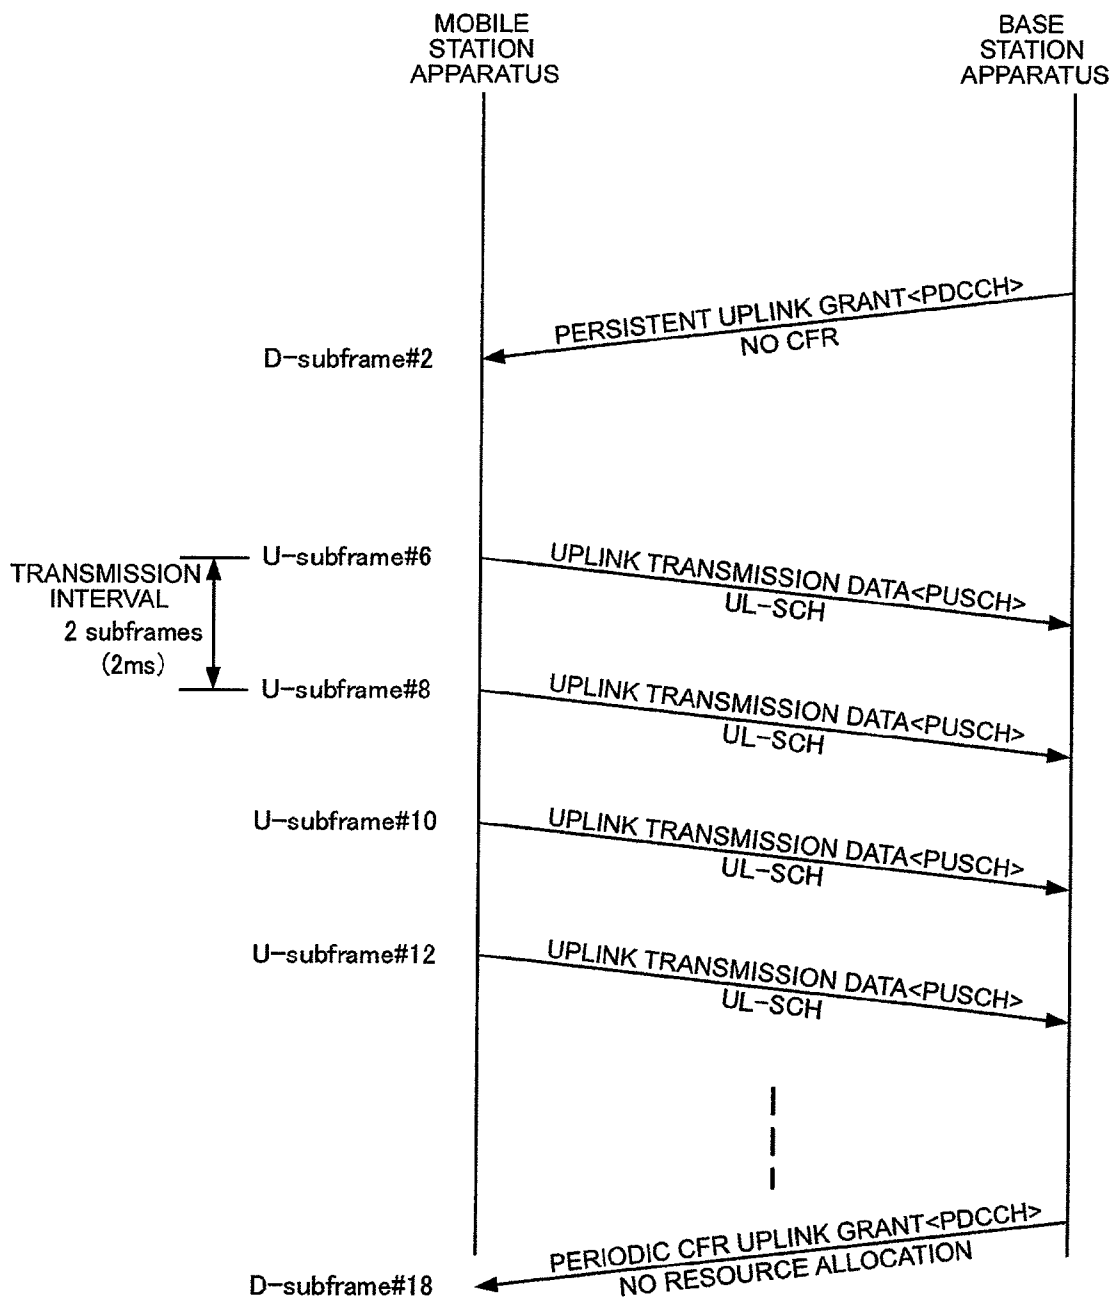 MOBILE
STATION
APPARATUS
BASE
STATION
APPARATUS
PERSISTENT UPLINK GRANT<PDCCH>
NO CFR
D-subframe#2
U-subframe#6
UPLINK TRANSMISSION DATA<PUSCH>
UL-SCH
TRANSMISSION
INTERVAL
2 subframes
(2ms)
U-subframe#8
UPLINK TRANSMISSION DATA<PUSCH>
UL-SCH
U-subframe#10
UPLINK TRANSMISSION DATA<PUSCH>
UL-SCH
U-subframe#12
UPLINK TRANSMISSION DATA<PUSCH>
UL-SCH
PERIODIC CFR UPLINK GRANT<PDCCH>
NO RESOURCE ALLOCATION
D-subframe#18